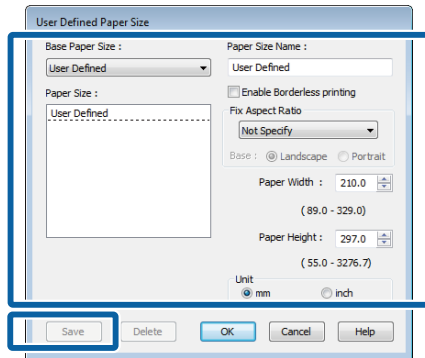 User Defined Paper Size
Base Paper Size :
User Defined
Paper Size :
User Defined
Paper Size Name :
User Defined
Enable Borderless printing
Fix Aspect Ratio
Not Specify
Base : Landscape Portrait
Paper Width : 210.0
( 89.0 - 329.0)
Paper Height : 297.0
( 55.0 - 3276.7)
Unit
mm inch
Save Delete OK Cancel Help